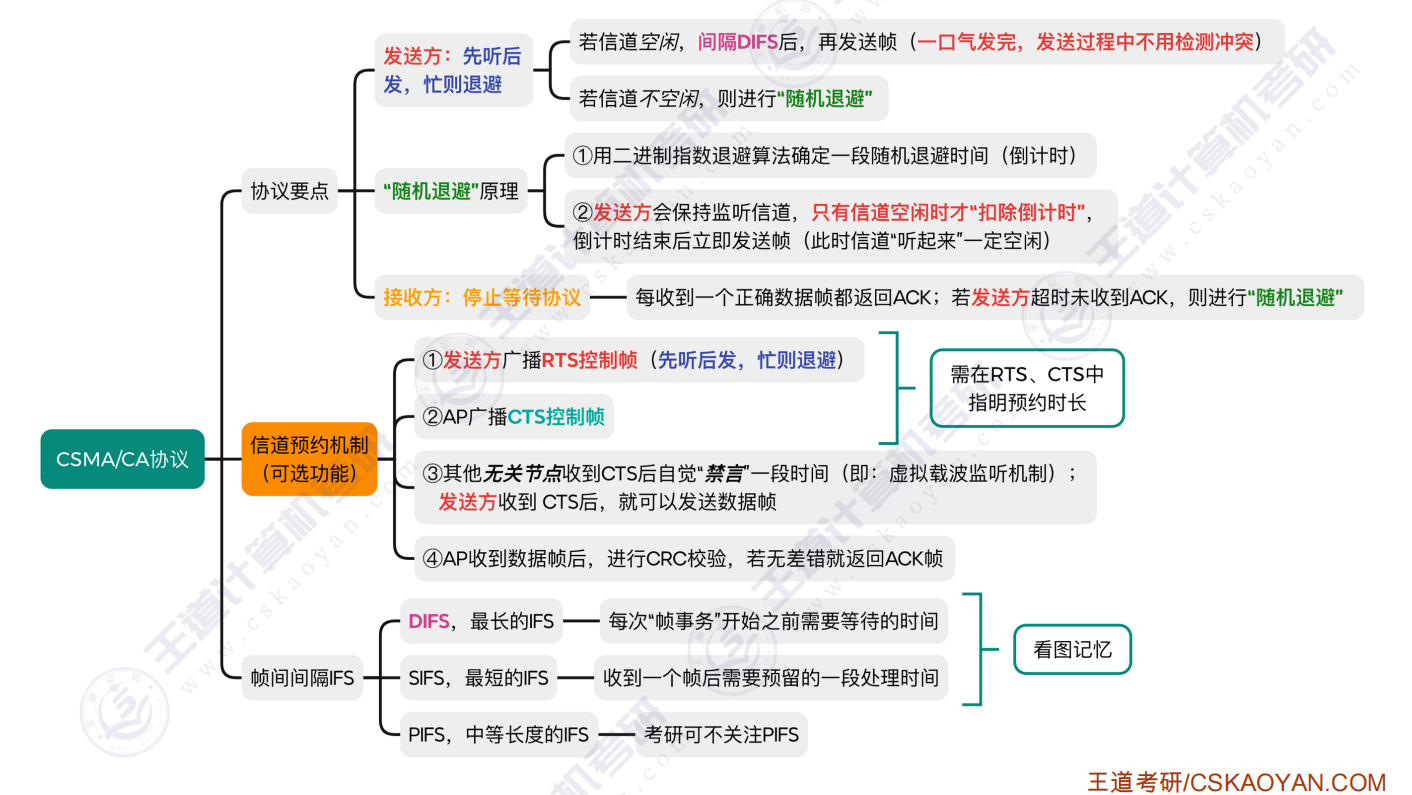 CSMA/CA协议
协议要点
发送方：先听后
发，忙则退避
若信道空闲，间隔DIFS后，再发送帧（一口气发完，发送过程中不用检测冲突）
若信道不空闲，则进行“随机退避”
“随机退避”原理
①用二进制指数退避算法确定一段随机退避时间（倒计时）
②发送方会保持监听信道，只有信道空闲时才“扣除倒计时”，
倒计时结束后立即发送帧（此时信道“听起来”一定空闲）
接收方：停止等待协议
每收到一个正确数据帧都返回ACK；若发送方超时未收到ACK，则进行“随机退避”
信道预约机制
（可选功能）
①发送方广播RTS控制帧（先听后发，忙则退避）
②AP广播CTS控制帧
需在RTS、CTS中
指明预约时长
③其他无关节点收到CTS后自觉“禁言”一段时间（即：虚拟载波监听机制）；
发送方收到 CTS后，就可以发送数据帧
④AP收到数据帧后，进行CRC校验，若无差错就返回ACK帧
帧间间隔IFS
DIFS，最长的IFS
每次“帧事务”开始之前需要等待的时间
SIFS，最短的IFS
收到一个帧后需要预留的一段处理时间
看图记忆
PIFS，中等长度的IFS
考研可不关注PIFS
王道考研/CSKAOYAN.COM
王道计算机考研
www.cskaoyan.com